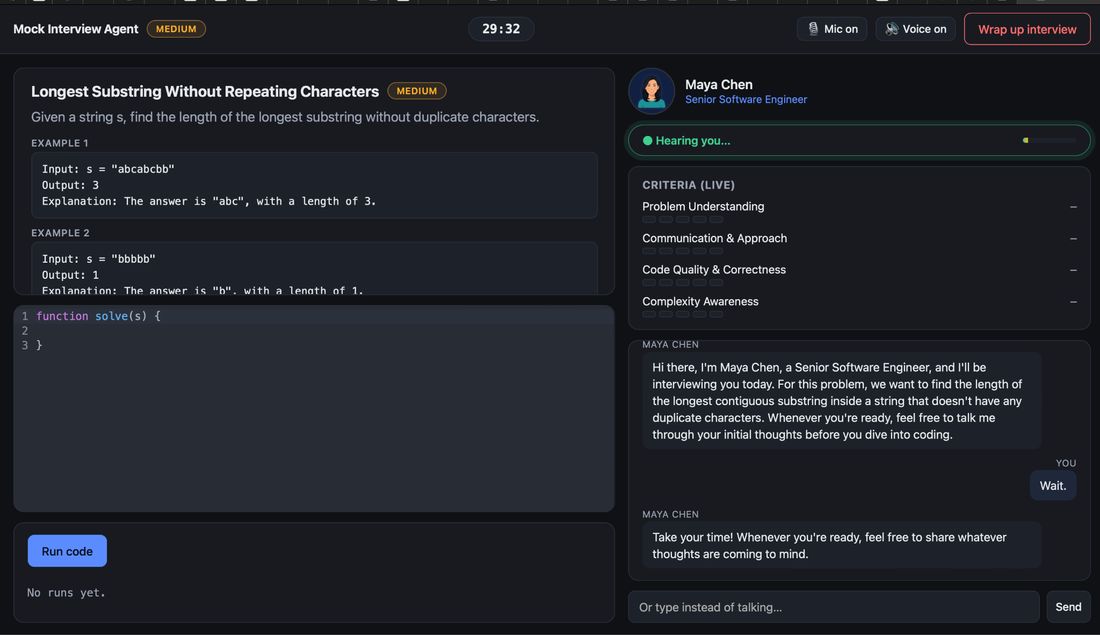 Mock Interview Agent MEDIUM
29:32
Mic on
Voice on
Wrap up interview
Longest Substring Without Repeating Characters MEDIUM
Given a string s, find the length of the longest substring without duplicate characters.
EXAMPLE 1
Input: s = "abcabcbb"
Output: 3
Explanation: The answer is "abc", with a length of 3.
EXAMPLE 2
Input: s = "bbbbb"
Output: 1
Explanation: The answer is "b", with a length of 1.
1 function solve(s) {
2
3 }
Run code
No runs yet.
Maya Chen
Senior Software Engineer
Hearing you...
CRITERIA (LIVE)
Problem Understanding –
Communication & Approach –
Code Quality & Correctness –
Complexity Awareness –
MAYA CHEN
Hi there, I'm Maya Chen, a Senior Software Engineer, and I'll be
interviewing you today. For this problem, we want to find the length of
the longest contiguous substring inside a string that doesn't have any
duplicate characters. Whenever you're ready, feel free to talk me
through your initial thoughts before you dive into coding.
YOU
Wait.
MAYA CHEN
Take your time! Whenever you're ready, feel free to share whatever
thoughts are coming to mind.
Or type instead of talking...
Send